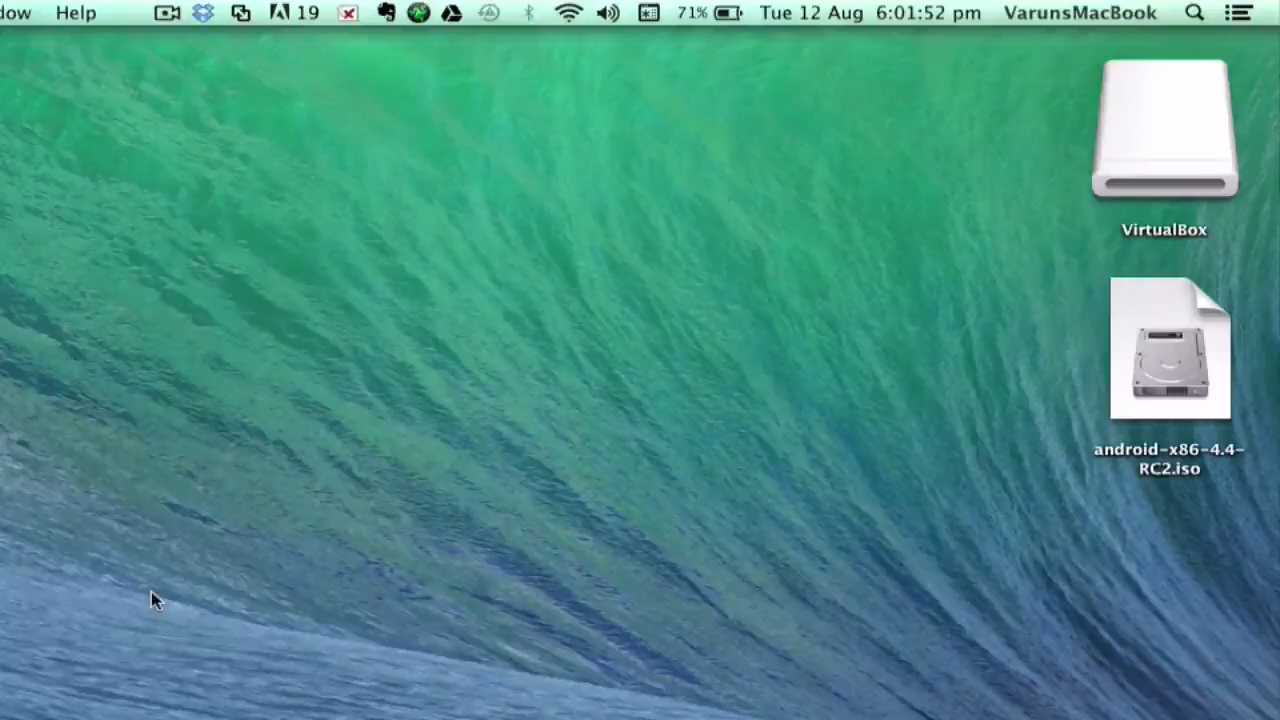 dow Help 19 71% Tue 12 Aug 6:01:52 pm VarunsMacBook
VirtualBox
android-x86-4.4-
RC2.iso